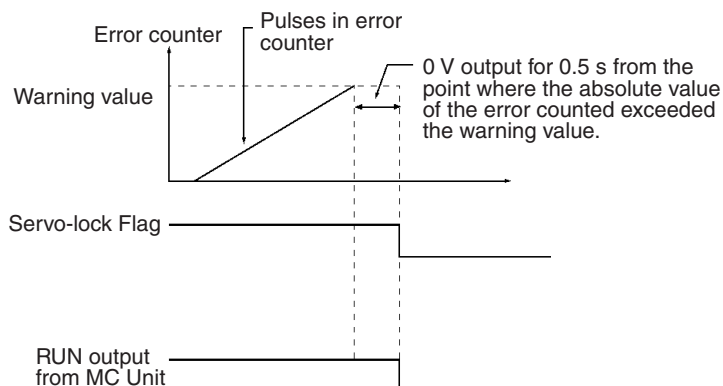 Error counter
Pulses in error
counter
Warning value
0 V output for 0.5 s from the
point where the absolute value
of the error counted exceeded
the warning value.
Servo-lock Flag
RUN output
from MC Unit